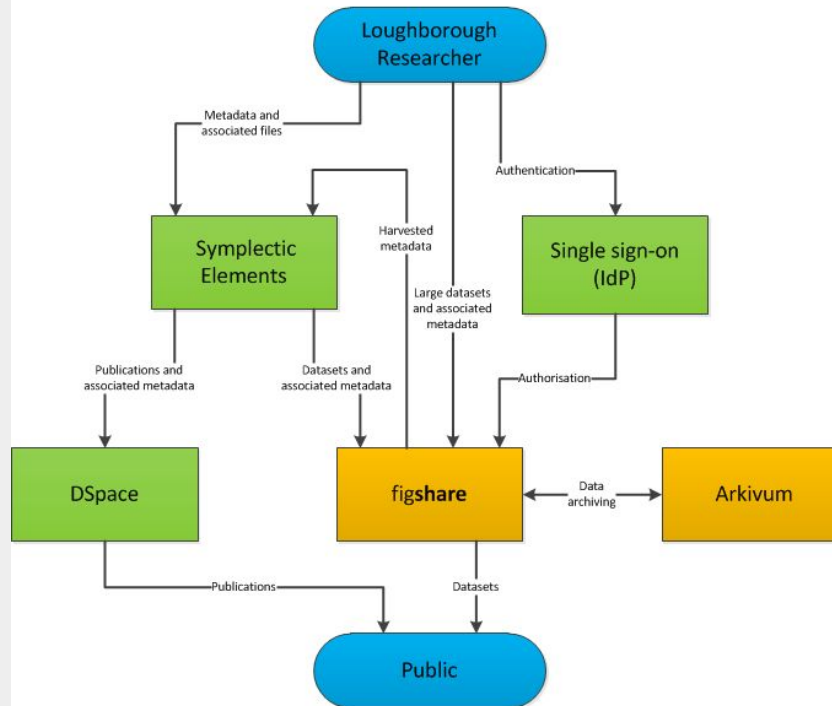 Loughborough
Researcher
Metadata and
associated files
Authentication
Harvested
metadata
Symplectic
Elements
Single sign-on
(IdP)
Large datasets
and associated
metadata
Publications and
associated metadata
Datasets and
associated metadata
Authorisation
DSpace
figshare
Data
archiving
Arkivum
Publications
Datasets
Public